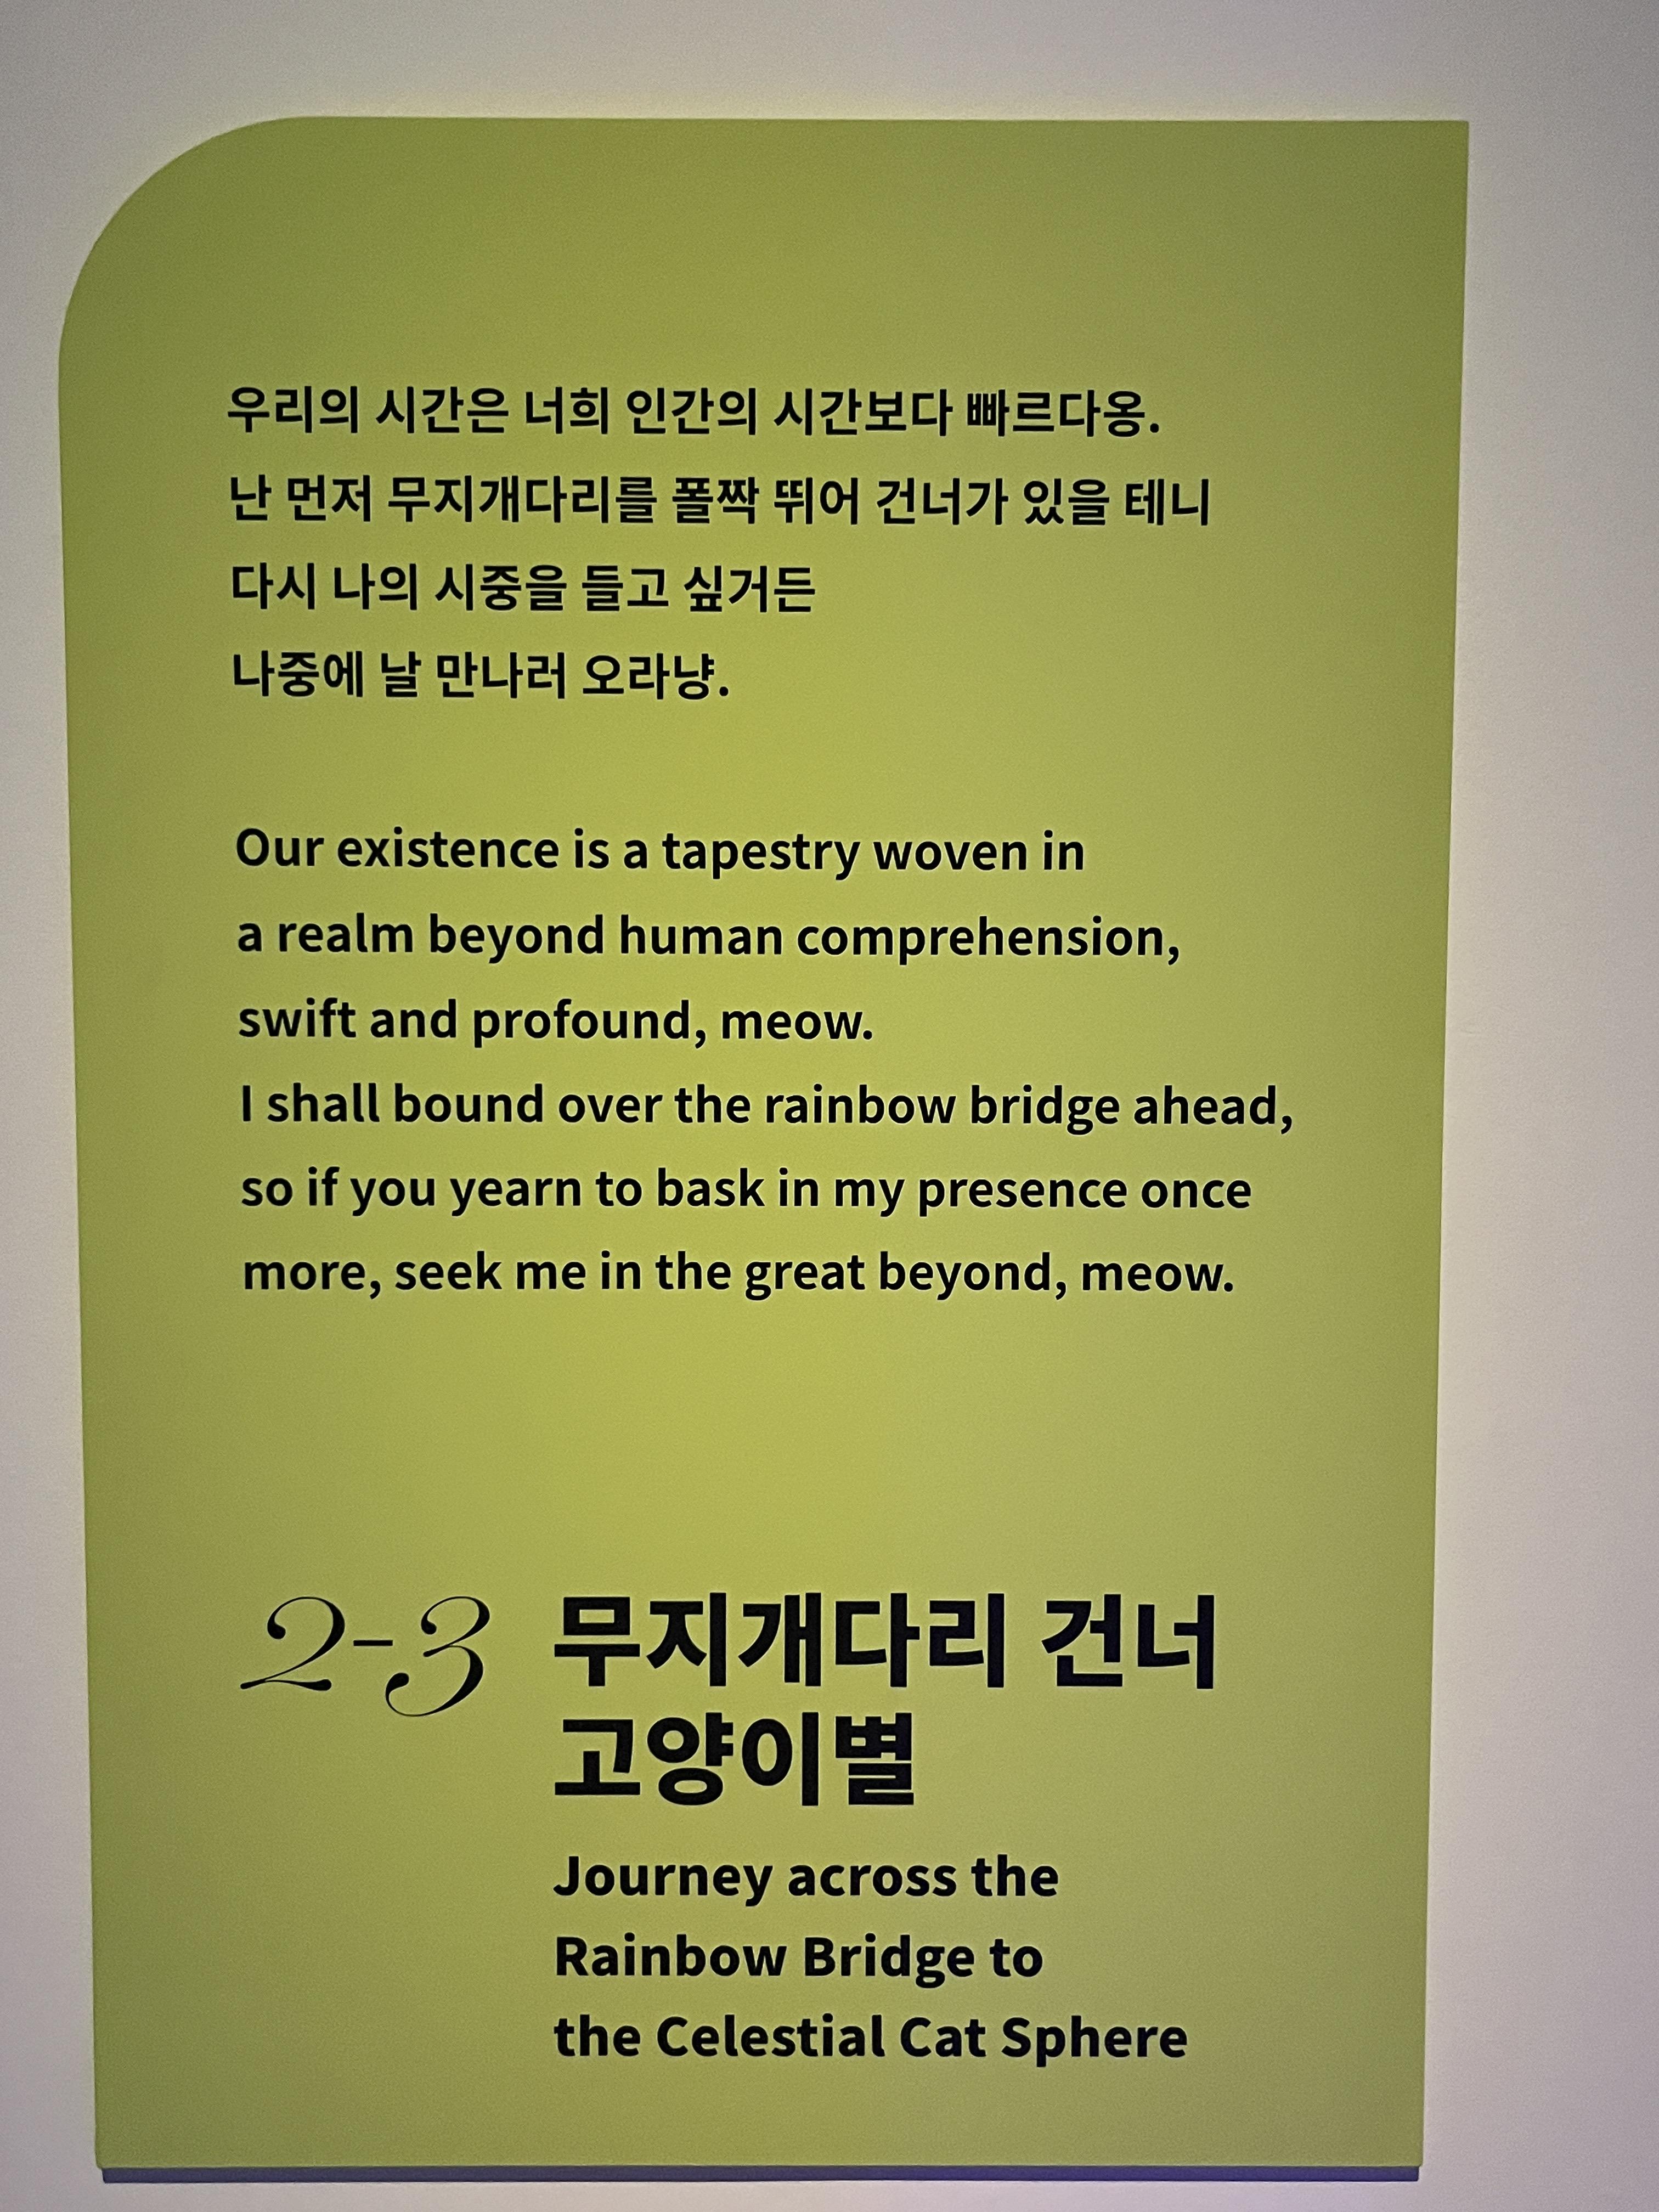 우리의 시간은 너희 인간의 시간보다 빠르다옹.
난 먼저 무지개다리를 폴짝 뛰어 건너가 있을 테니
다시 나의 시중을 들고 싶거든
나중에 날 만나러 오라냥.
Our existence is a tapestry woven in
a realm beyond human comprehension,
swift and profound, meow.
I shall bound over the rainbow bridge ahead,
so if you yearn to bask in my presence once
more, seek me in the great beyond, meow.
2-3 무지개다리 건너
고양이별
Journey across the
Rainbow Bridge to
the Celestial Cat Sphere